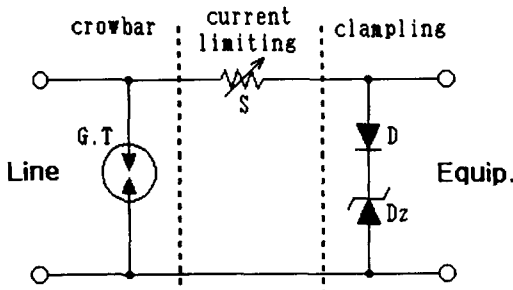 crowbar
current
limiting
clampling
S
G.T
D
Line
Equip.
Dz